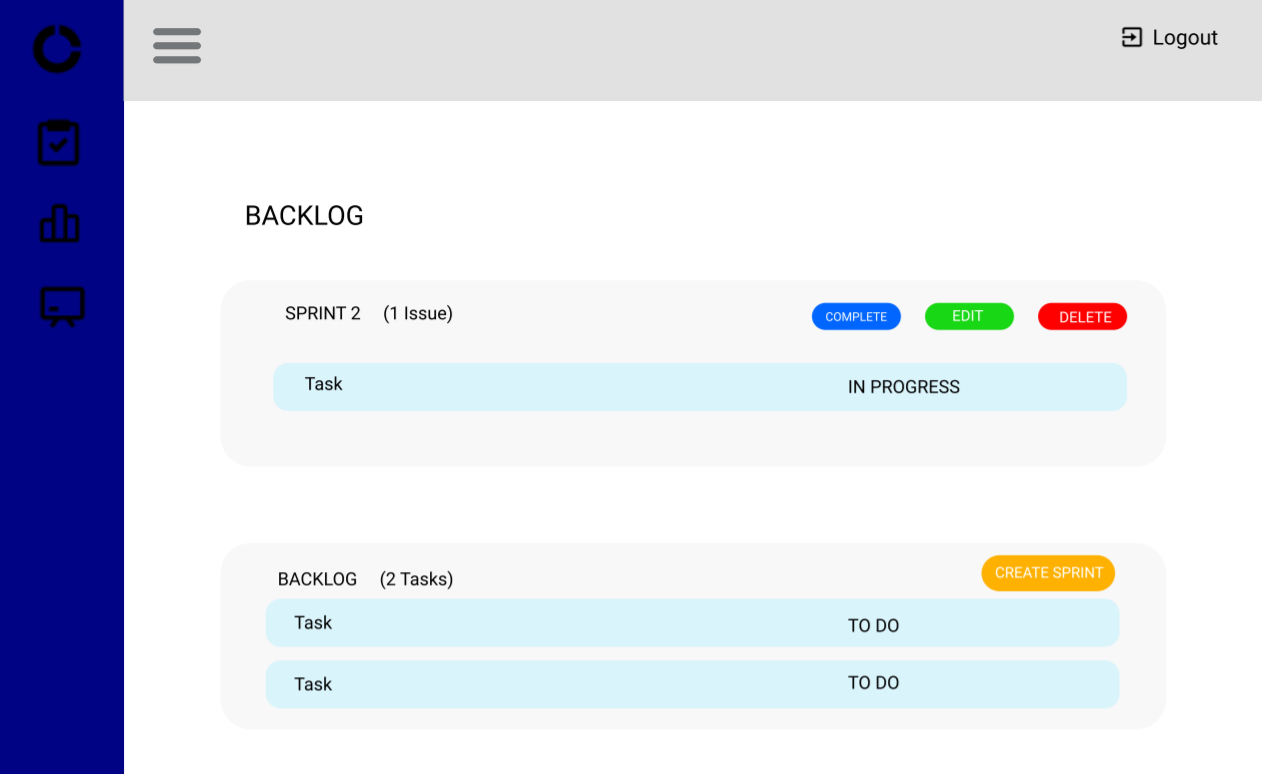 Logout
BACKLOG
SPRINT 2 (1 Issue) COMPLETE EDIT DELETE
Task IN PROGRESS
BACKLOG (2 Tasks) CREATE SPRINT
Task TO DO
Task TO DO